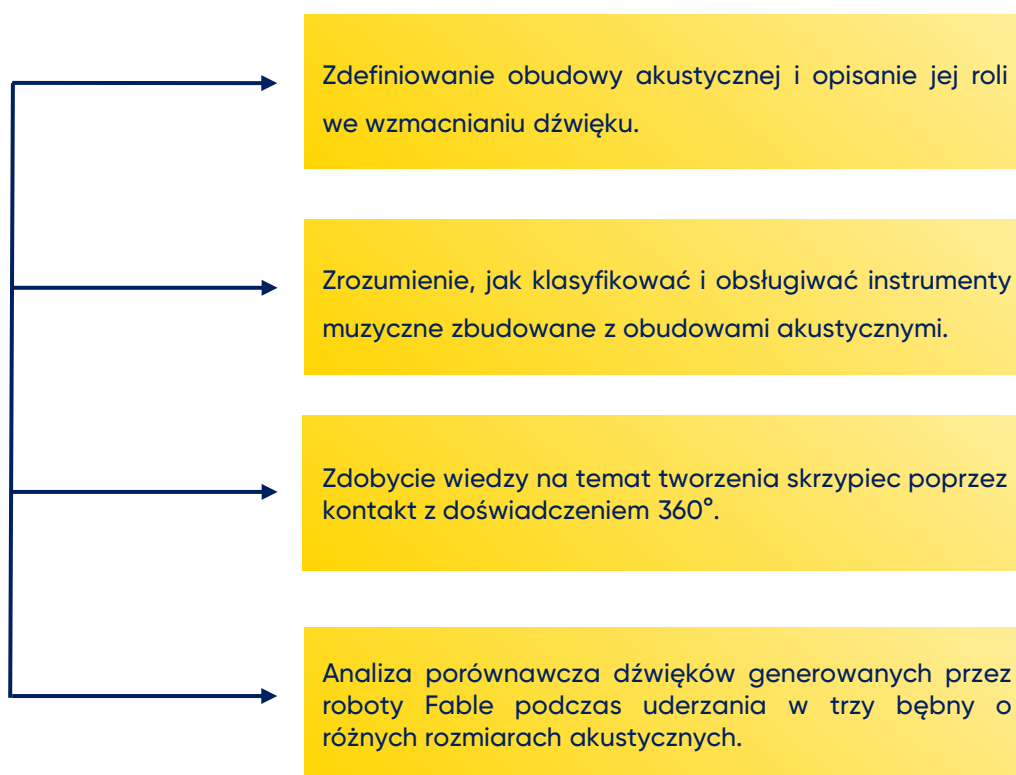 Zdefiniowanie obudowy akustycznej i opisanie jej roli
we wzmacnianiu dźwięku.
Zrozumienie, jak klasyfikować i obsługiwać instrumenty
muzyczne zbudowane z obudowami akustycznymi.
Zdobycie wiedzy na temat tworzenia skrzypiec poprzez
kontakt z doświadczeniem 360°.
Analiza porównawcza dźwięków generowanych przez
roboty Fable podczas uderzania w trzy bębny o
różnych rozmiarach akustycznych.